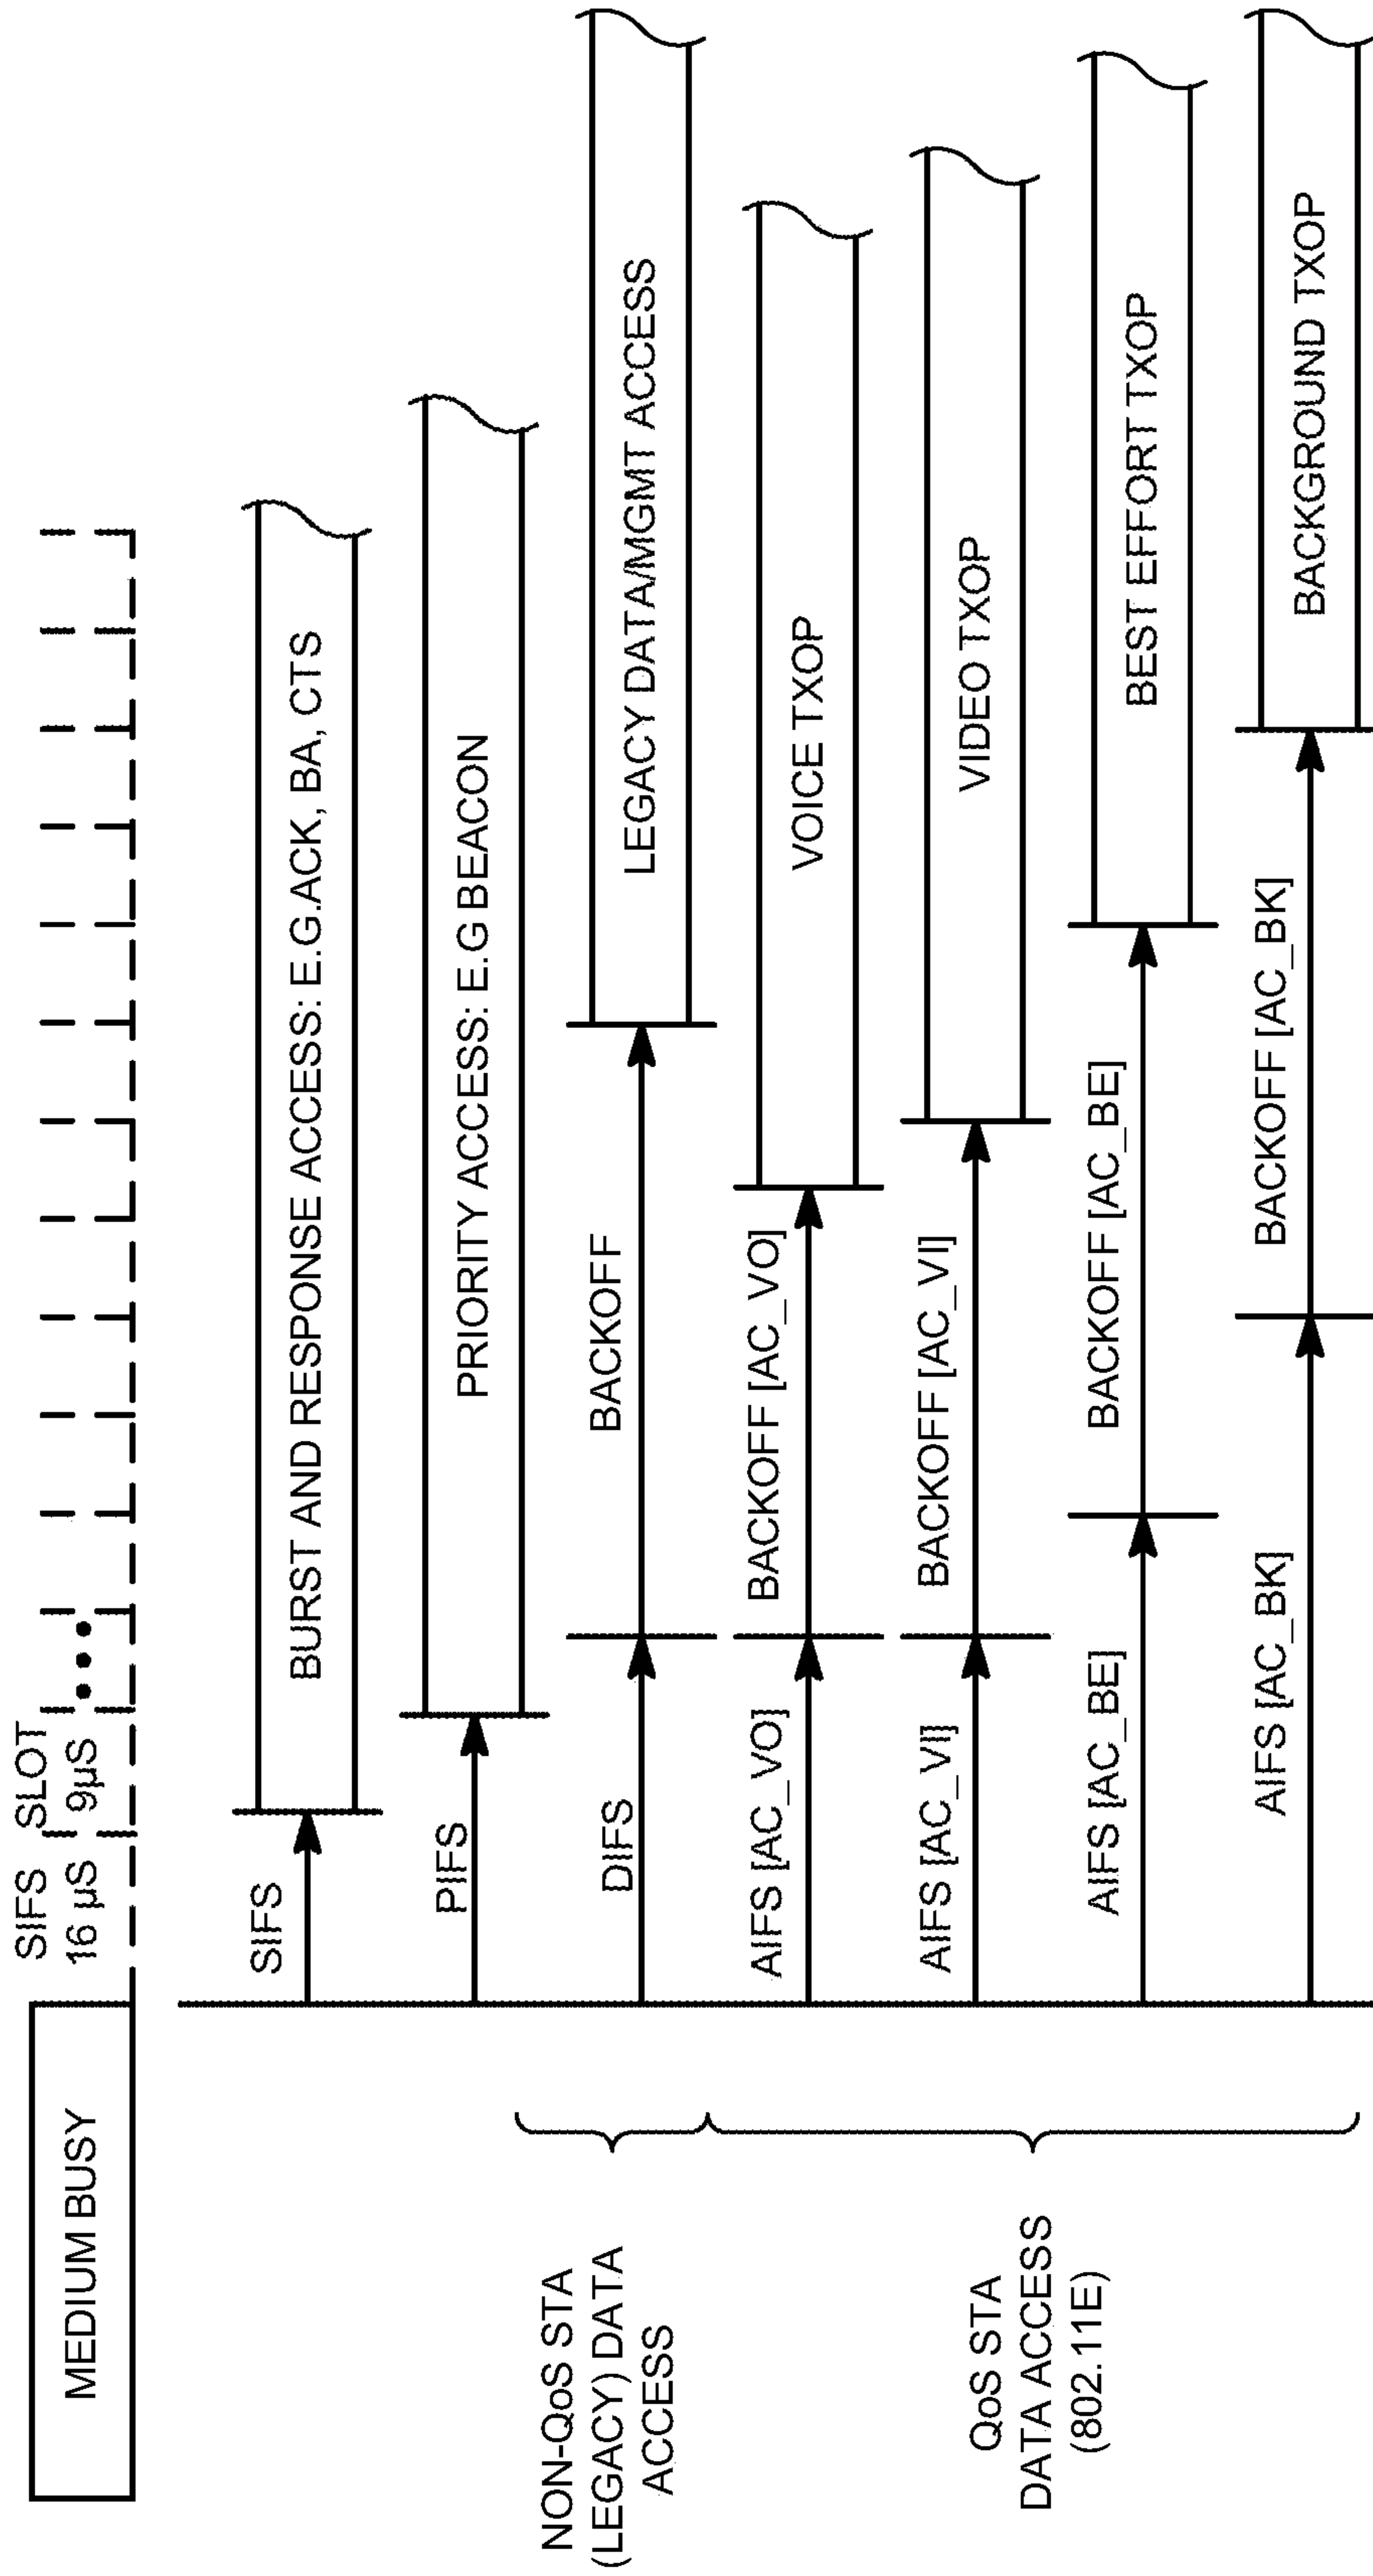 MEDIUM BUSY
SIFS
16 µS
SLOT
9µS
SIFS
BURST AND RESPONSE ACCESS: E.G.ACK, BA, CTS
PIFS
PRIORITY ACCESS: E.G BEACON
NON-QoS STA
(LEGACY) DATA
ACCESS
DIFS
BACKOFF
LEGACY DATA/MGMT ACCESS
AIFS [AC_VO]
BACKOFF [AC_VO]
VOICE TXOP
QoS STA
DATA ACCESS
(802.11E)
AIFS [AC_VI]
BACKOFF [AC_VI]
VIDEO TXOP
AIFS [AC_BE]
BACKOFF [AC_BE]
BEST EFFORT TXOP
AIFS [AC_BK]
BACKOFF [AC_BK]
BACKGROUND TXOP